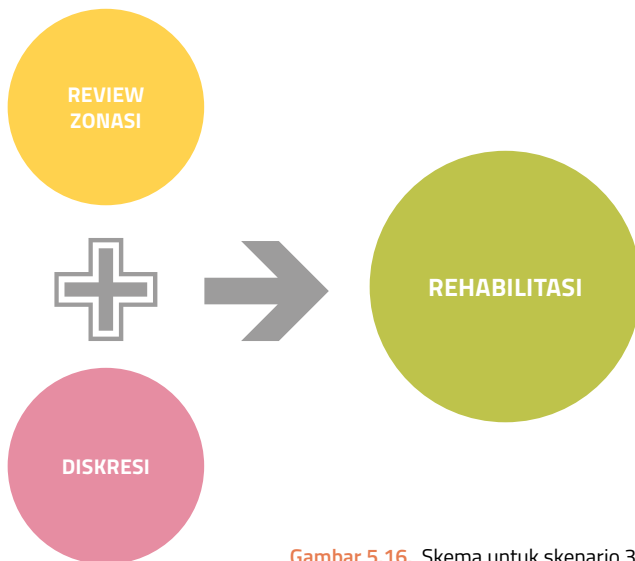 REVIEW
ZONASI
REHABILITASI
DISKRESI
Gambar 5.16. Skema untuk skenario 3